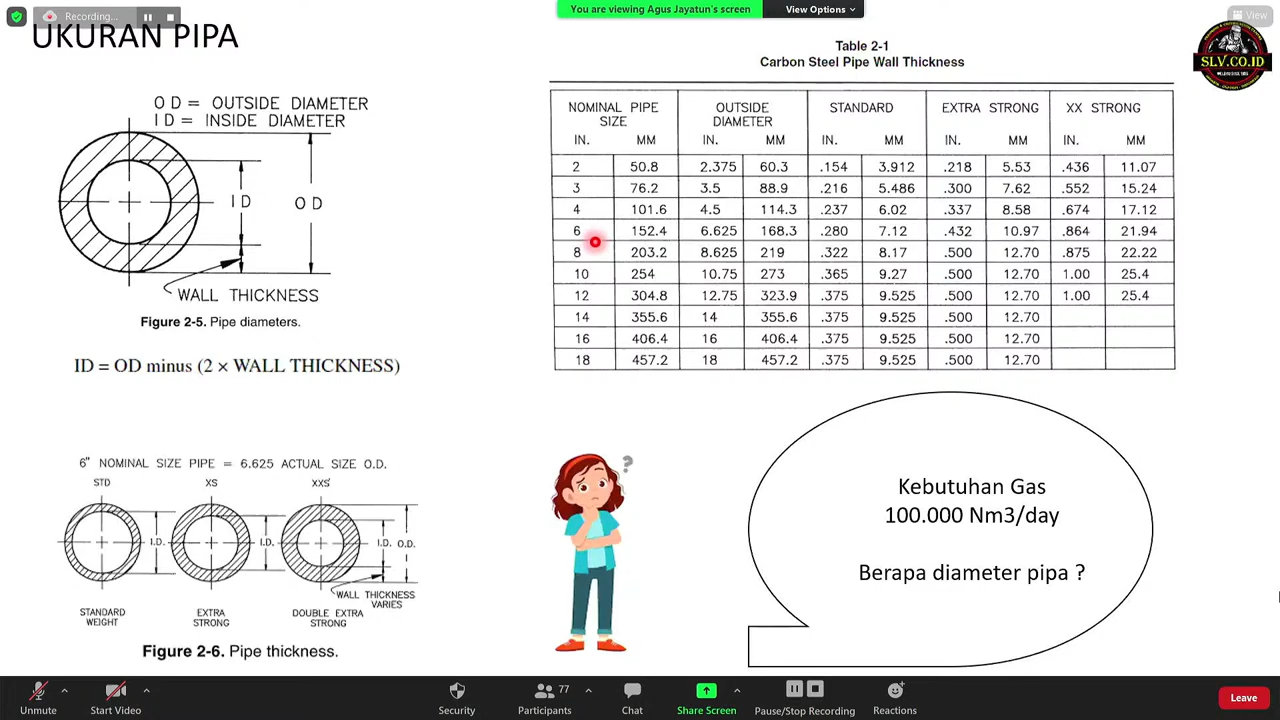 Recording...
You are viewing Agus Jayatun's screen
View Options
View
UKURAN PIPA
SLV.CO.ID
O D = OUTSIDE DIAMETER
I D = INSIDE DIAMETER
I D
O D
WALL THICKNESS
Figure 2-5. Pipe diameters.
ID = OD minus (2 × WALL THICKNESS)
Table 2-1
Carbon Steel Pipe Wall Thickness
NOMINAL PIPE SIZE OUTSIDE DIAMETER STANDARD EXTRA STRONG XX STRONG
IN. MM IN. MM IN. MM IN. MM IN. MM
2 50.8 2.375 60.3 .154 3.912 .218 5.53 .436 11.07
3 76.2 3.5 88.9 .216 5.486 .300 7.62 .552 15.24
4 101.6 4.5 114.3 .237 6.02 .337 8.58 .674 17.12
6 152.4 6.625 168.3 .280 7.12 .432 10.97 .864 21.94
8 203.2 8.625 219 .322 8.17 .500 12.70 .875 22.22
10 254 10.75 273 .365 9.27 .500 12.70 1.00 25.4
12 304.8 12.75 323.9 .375 9.525 .500 12.70 1.00 25.4
14 355.6 14 355.6 .375 9.525 .500 12.70
16 406.4 16 406.4 .375 9.525 .500 12.70
18 457.2 18 457.2 .375 9.525 .500 12.70
6" NOMINAL SIZE PIPE = 6.625 ACTUAL SIZE O.D.
STD XS XXS
I.D. I.D. I.D. O.D.
WALL THICKNESS
VARIES
STANDARD WEIGHT
EXTRA STRONG
DOUBLE EXTRA STRONG
Figure 2-6. Pipe thickness.
?
Kebutuhan Gas
100.000 Nm3/day
Berapa diameter pipa ?
Unmute Start Video Security Participants 77 Chat Share Screen Pause/Stop Recording Reactions Leave